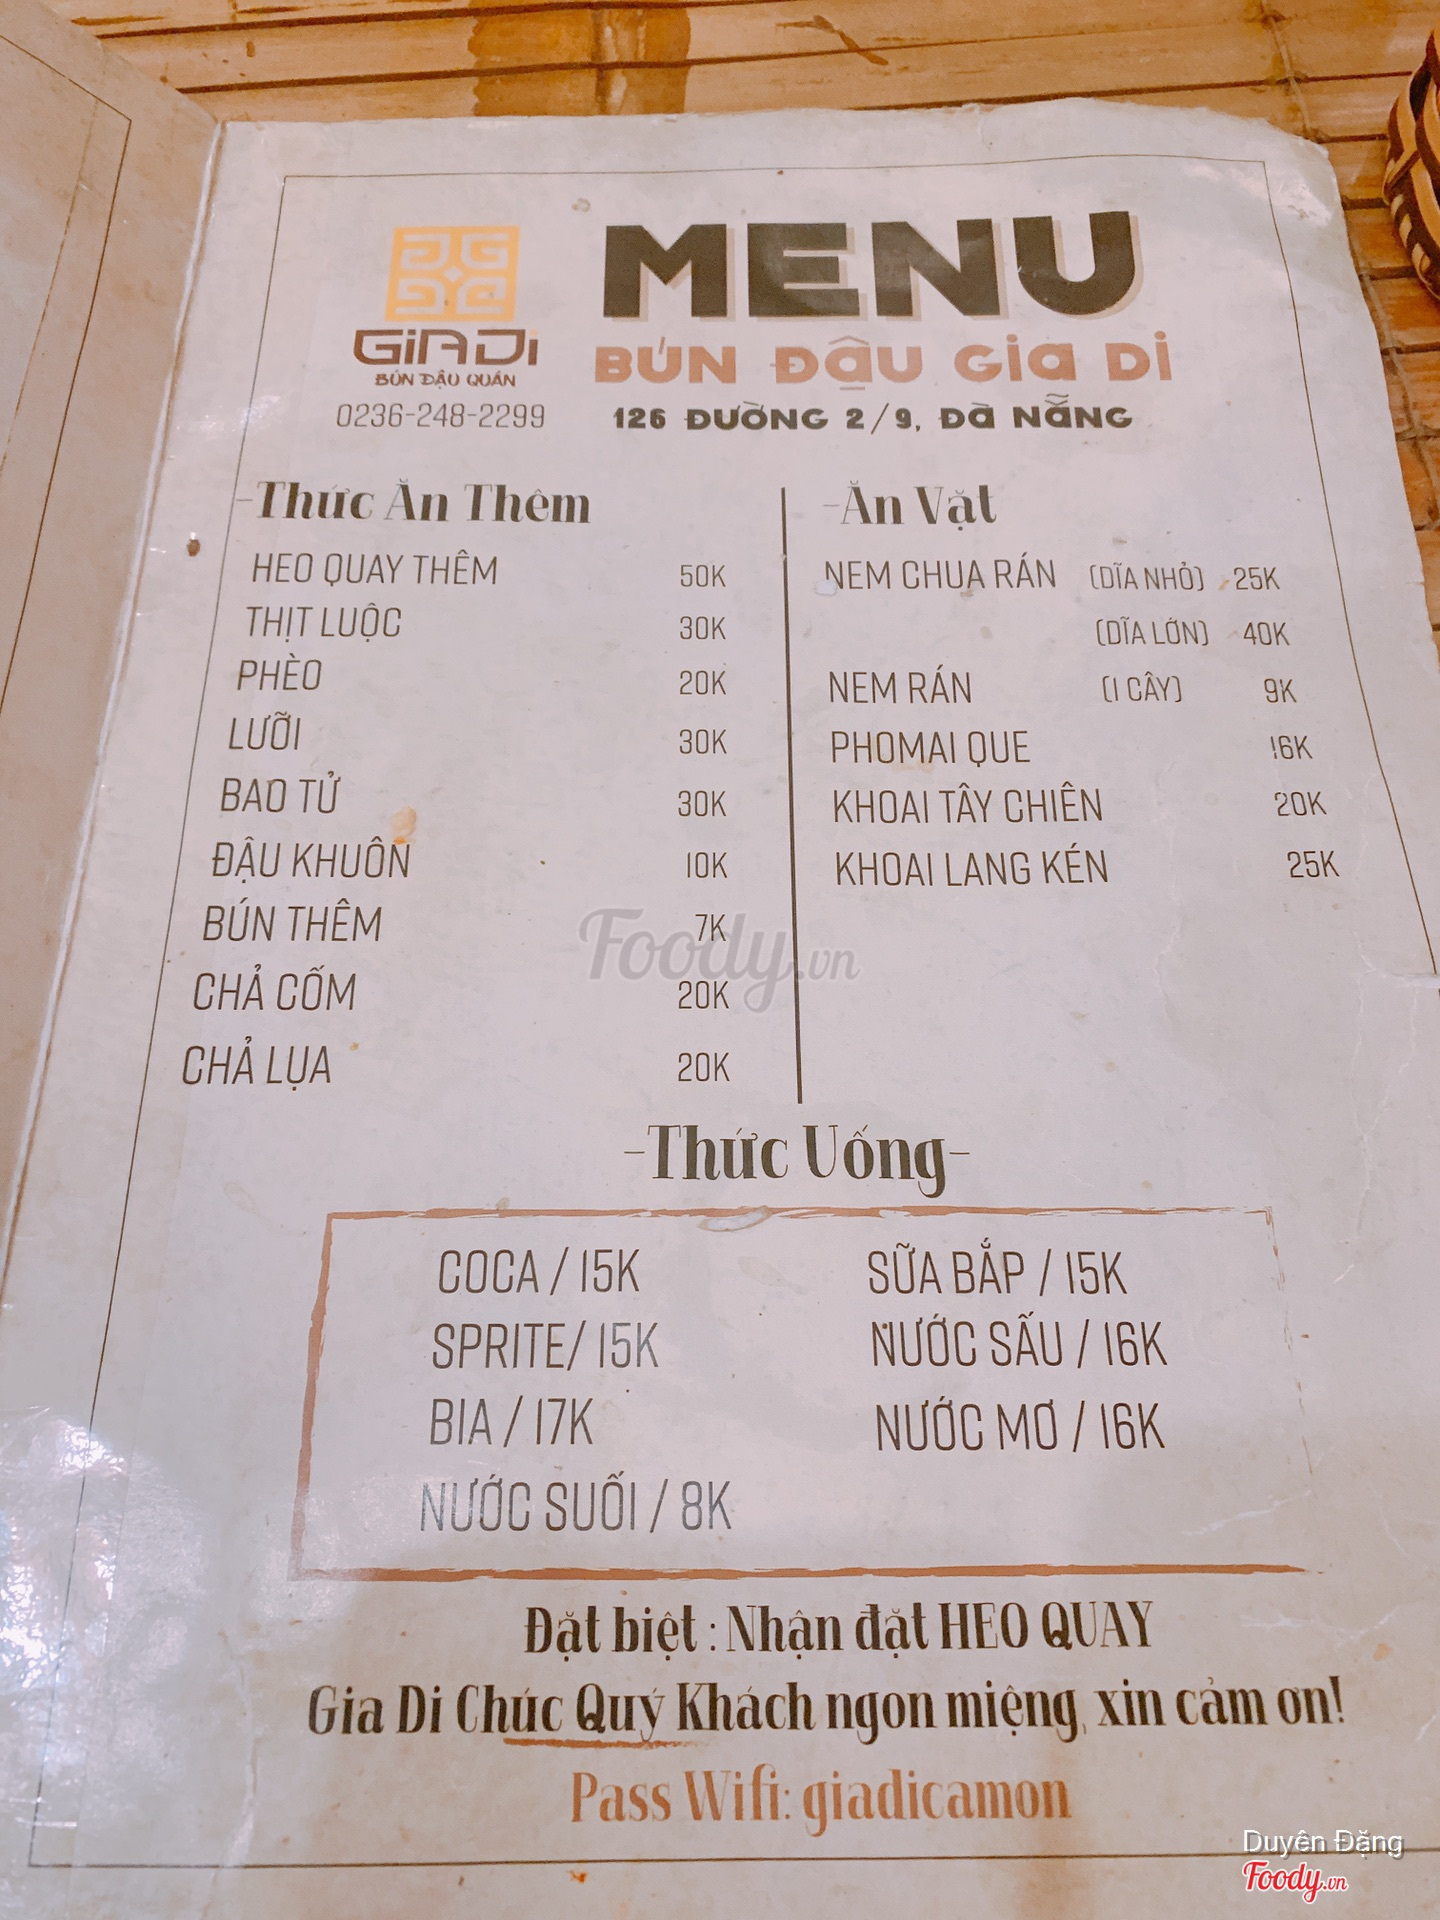 GIA Di
BÚN ĐẬU QUÁN
0236-248-2299
MENU
BÚN ĐẬU Gia Di
126 ĐƯỜNG 2/9, Đà Nẵng
-Thức Ăn Thêm
HEO QUAY THÊM 50K
THỊT LUỘC 30K
PHÈO 20K
LƯỠI 30K
BAO TỬ 30K
ĐẬU KHUÔN 10K
BÚN THÊM 7K
CHẢ CỐM 20K
CHẢ LỤA 20K
-Ăn Vặt
NEM CHUA RÁN (DĨA NHỎ) 25K
(DĨA LỚN) 40K
NEM RÁN (1 CÂY) 9K
PHOMAI QUE 16K
KHOAI TÂY CHIÊN 20K
KHOAI LANG KÉN 25K
Foody.vn
-Thức Uống-
COCA / 15K
SPRITE/ 15K
BIA / 17K
NƯỚC SUỐI / 8K
SỮA BẮP / 15K
NƯỚC SẤU / 16K
NƯỚC MƠ / 16K
Đặt biệt : Nhận đặt HEO QUAY
Gia Di Chúc Quý Khách ngon miệng, xin cảm ơn!
Pass Wifi: giadicamon
Duyên Đặng
Foody.vn